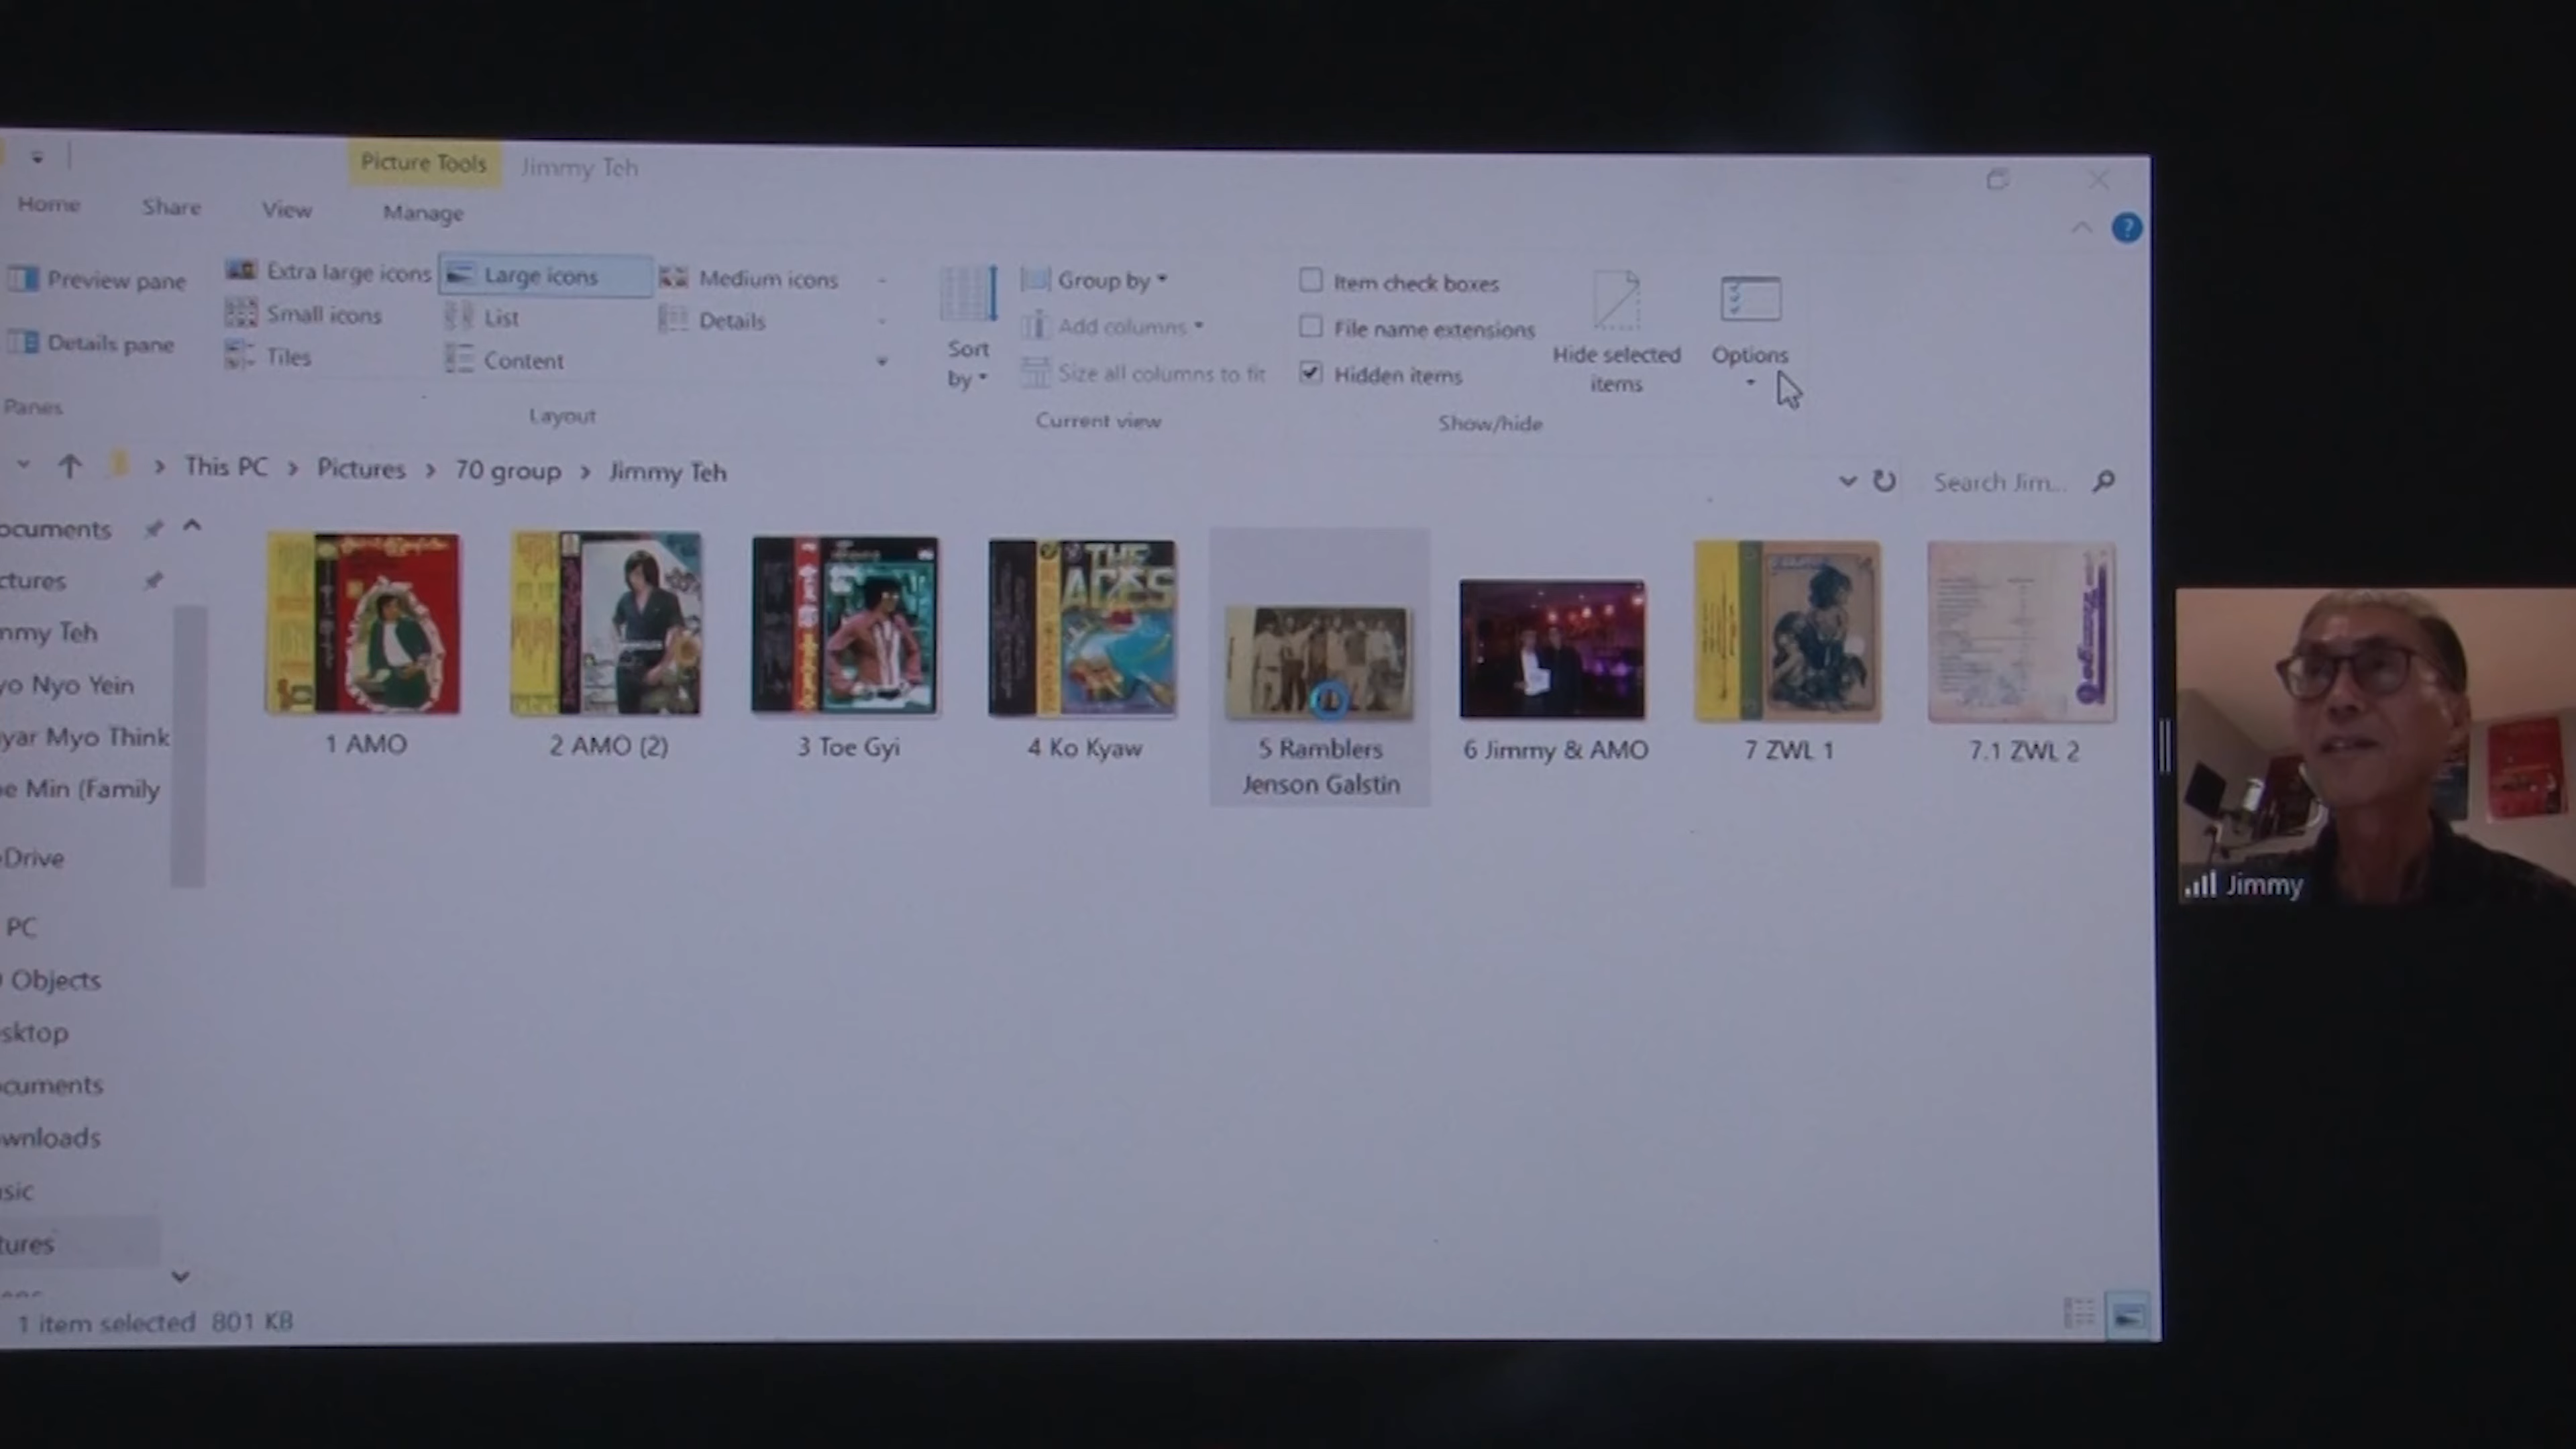 Picture Tools Jimmy Teh
Home Share View Manage
Preview pane
Details pane
Panes
Extra large icons Large icons Medium icons
Small icons List Details
Tiles Content
Layout
Sort
by
Group by
Add columns
Size all columns to fit
Current view
Item check boxes
File name extensions
Hidden items
Hide selected
items
Show/hide
Options
This PC > Pictures > 70 group > Jimmy Teh
Search Jim...
ocuments
ctures
mmy Teh
yo Nyo Yein
yar Myo Think
e Min (Family
Drive
PC
Objects
sktop
ocuments
ownloads
usic
tures
THE
ACES
1 AMO
2 AMO (2)
3 Toe Gyi
4 Ko Kyaw
5 Ramblers
Jenson Galstin
6 Jimmy & AMO
7 ZWL 1
7.1 ZWL 2
Jimmy
1 item selected 801 KB